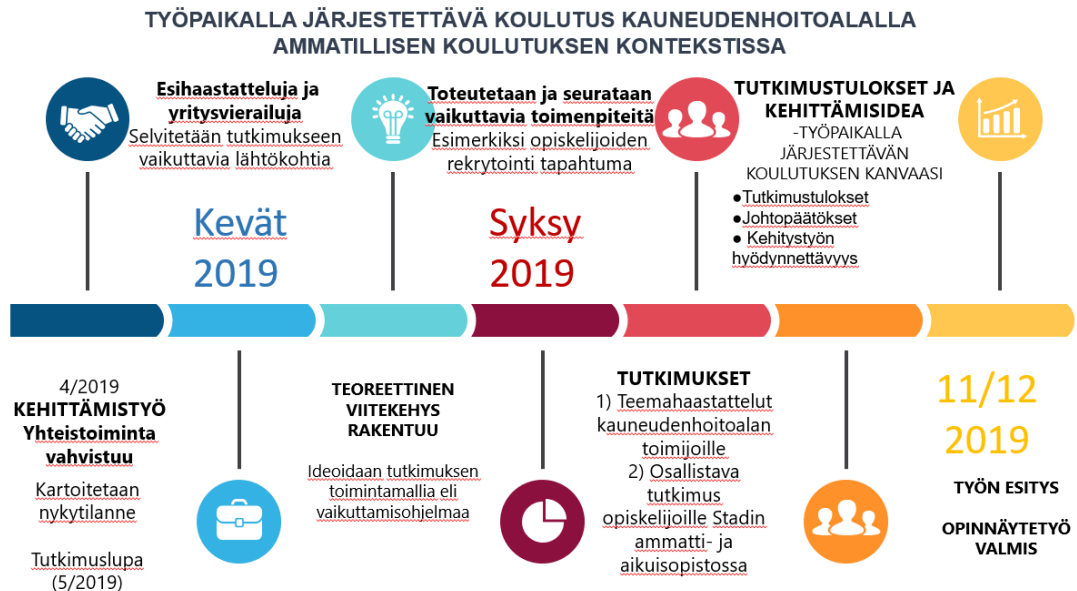 TYÖPAIKALLA JÄRJESTETTÄVÄ KOULUTUS KAUNEUDENHOITOALALLA
AMMATILLISEN KOULUTUKSEN KONTEKSTISSA
Esihaastatteluja ja
yritysvierailuja
Selvitetään tutkimukseen
vaikuttavia lähtökohtia
Kevät
2019
Toteutetaan ja seurataan
vaikuttavia toimenpiteitä
Esimerkiksi opiskelijoiden
rekrytointi tapahtuma
Syksy
2019
TUTKIMUSTULOKSET JA
KEHITTÄMISIDEA
-TYÖPAIKALLA
JÄRJESTETTÄVÄN
KOULUTUKSEN KANVAASI
●Tutkimustulokset
●Johtopäätökset
● Kehitystyön
hyödynnettävyys
4/2019
KEHITTÄMISTYÖ
Yhteistoiminta
vahvistuu
Kartoitetaan
nykytilanne
Tutkimuslupa
(5/2019)
TEOREETTINEN
VIITEKEHYS
RAKENTUU
Ideoidaan tutkimuksen
toimintamallia eli
vaikuttamisohjelmaa
TUTKIMUKSET
1) Teemahaastattelut
kauneudenhoitoalan
toimijoille
2) Osallistava
tutkimus
opiskelijoille Stadin
ammatti- ja
aikuisopistossa
11/12
2019
TYÖN ESITYS
OPINNÄYTETYÖ
VALMIS